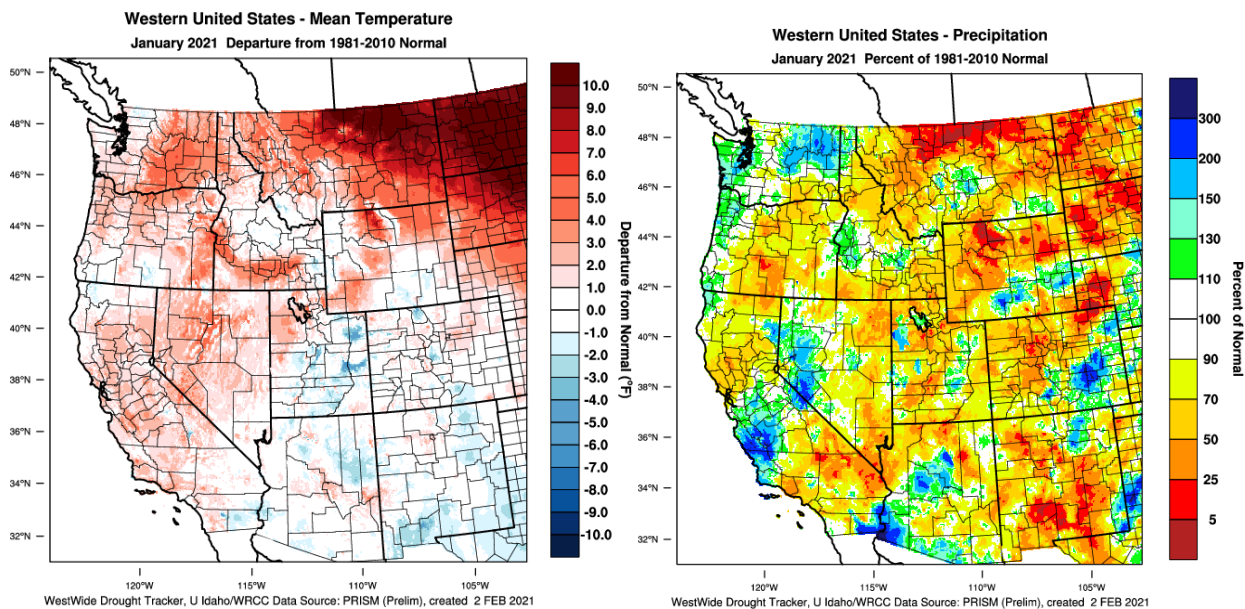 Western United States - Mean Temperature
January 2021 Departure from 1981-2010 Normal
50°N
48°N
46°N
44°N
42°N
40°N
38°N
36°N
34°N
32°N
120°W
115°W
110°W
105°W
10.0
9.0
8.0
7.0
6.0
5.0
4.0
3.0
2.0
1.0
0.0
-1.0
-2.0
-3.0
-4.0
-5.0
-6.0
-7.0
-8.0
-9.0
-10.0
Departure from Normal (°F)
WestWide Drought Tracker, U Idaho/WRCC Data Source: PRISM (Prelim), created 2 FEB 2021
Western United States - Precipitation
January 2021 Percent of 1981-2010 Normal
50°N
48°N
46°N
44°N
42°N
40°N
38°N
36°N
34°N
32°N
120°W
115°W
110°W
105°W
300
200
150
130
110
100
90
70
50
25
5
Percent of Normal
WestWide Drought Tracker, U Idaho/WRCC Data Source: PRISM (Prelim), created 2 FEB 2021